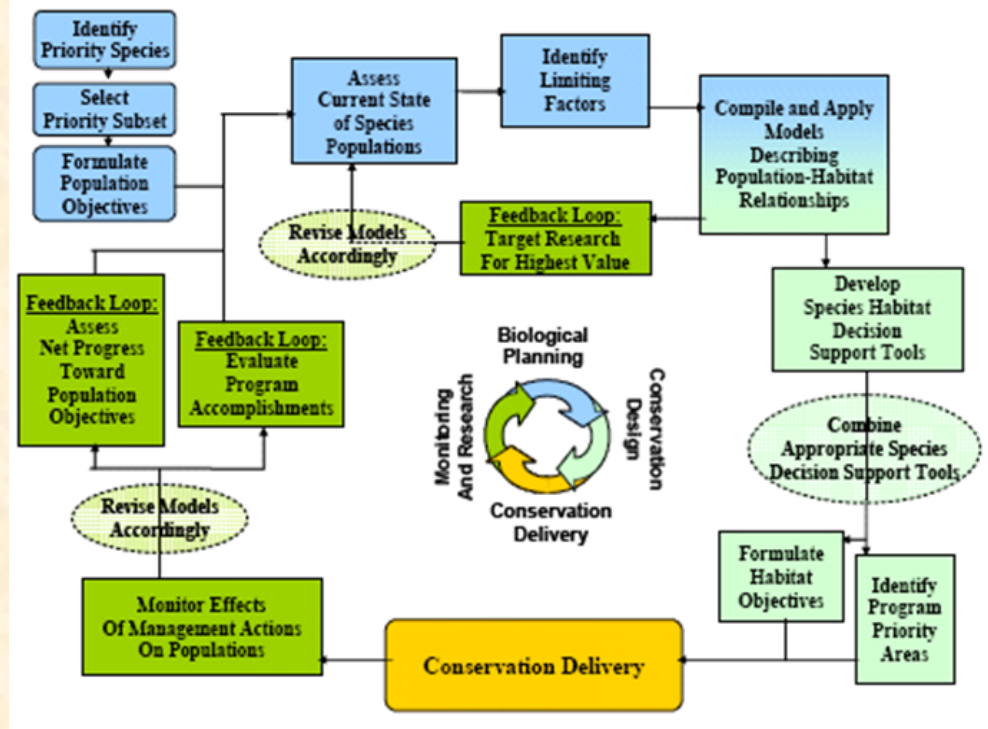 Identify
Priority Species
Select
Priority Subset
Formulate
Population
Objectives
Assess
Current State
of Species
Populations
Identify
Limiting
Factors
Compile and Apply
Models
Describing
Population-Habitat
Relationships
Feedback Loop:
Target Research
For Highest Value
Revise Models
Accordingly
Develop
Species Habitat
Decision
Support Tools
Combine
Appropriate Species
Decision Support Tools
Formulate
Habitat
Objectives
Identify
Program
Priority
Areas
Conservation Delivery
Monitor Effects
Of Management Actions
On Populations
Revise Models
Accordingly
Feedback Loop:
Assess
Net Progress
Toward
Population
Objectives
Feedback Loop:
Evaluate
Program
Accomplishments
Biological
Planning
Conservation
Design
Conservation
Delivery
Monitoring
And Research